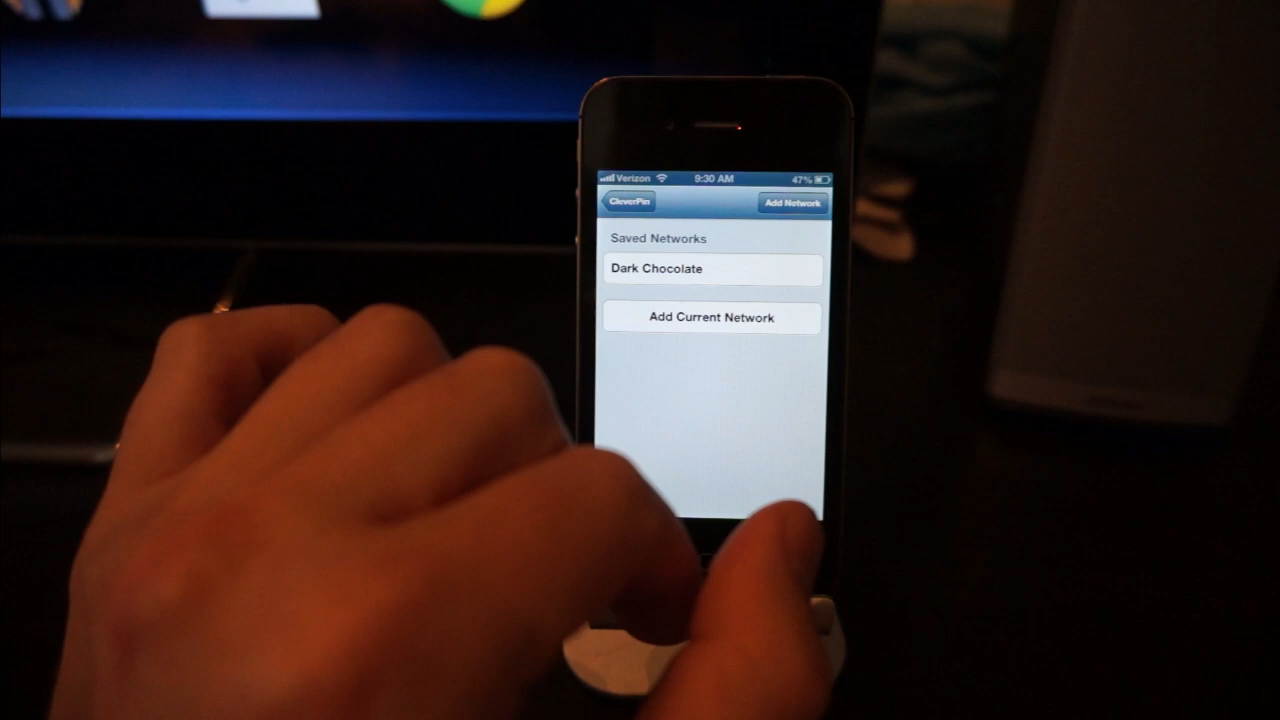 Verizon 9:30 AM 47%
CleverPin Add Network
Saved Networks
Dark Chocolate
Add Current Network